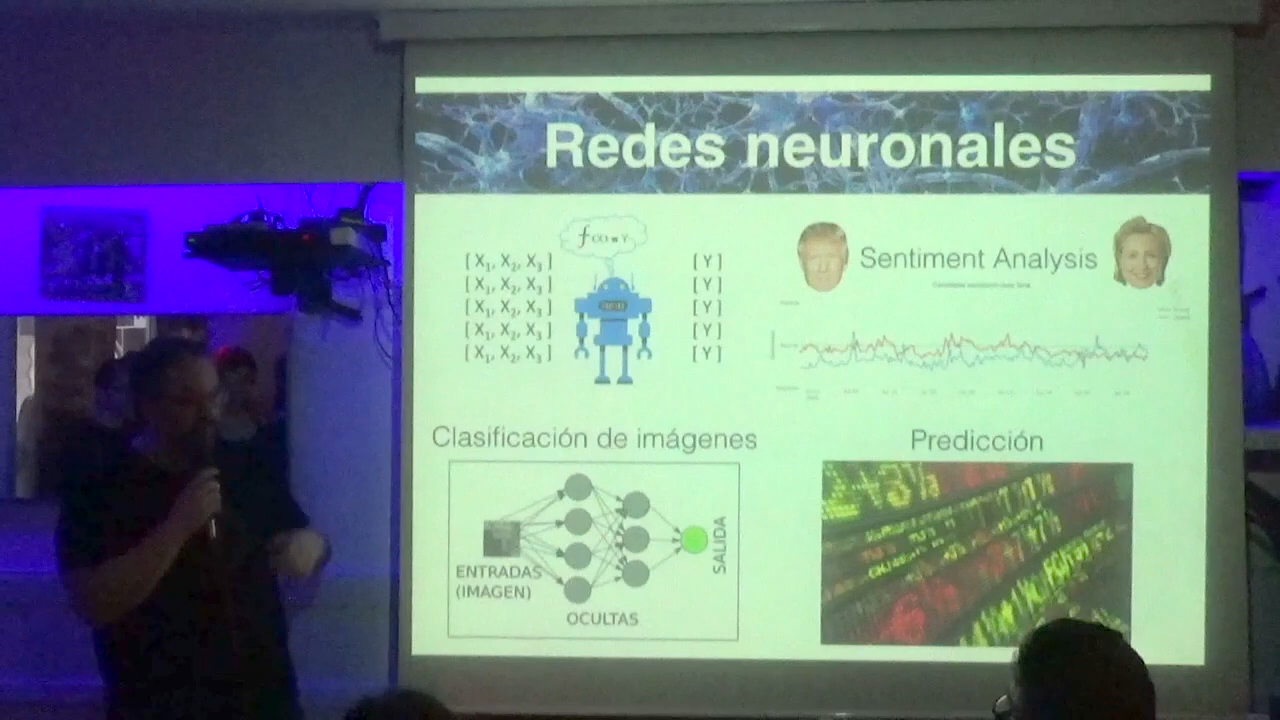 Redes neuronales
[ X1, X2, X3 ]
[ X1, X2, X3 ]
[ X1, X2, X3 ]
[ X1, X2, X3 ]
[ X1, X2, X3 ]
[ Y ]
[ Y ]
[ Y ]
[ Y ]
[ Y ]
Sentiment Analysis
Clasificación de imágenes
ENTRADAS
(IMAGEN)
OCULTAS
SALIDA
Predicción